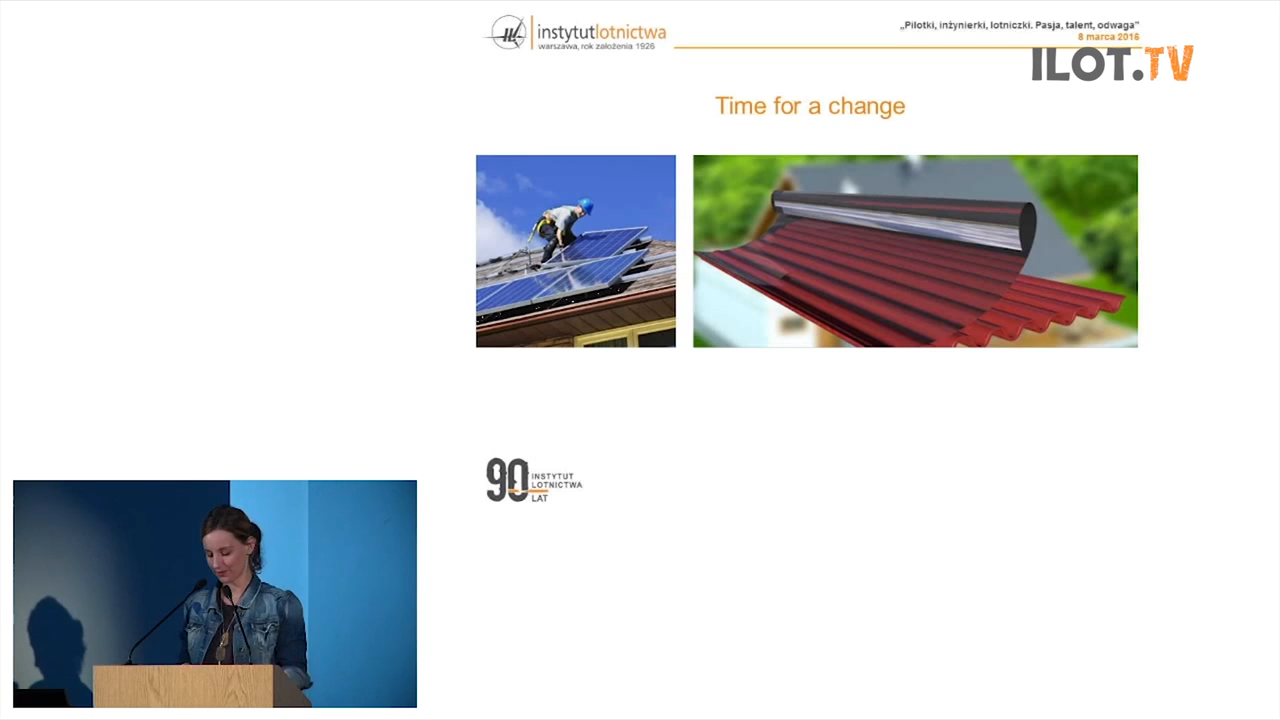 instytutlotnictwa
warszawa, rok założenia 1926
„Pilotki, inżynierki, lotniczki. Pasja, talent, odwaga”
8 marca 2016
ILOT.TV
Time for a change
90 INSTYTUT
LOTNICTWA
LAT